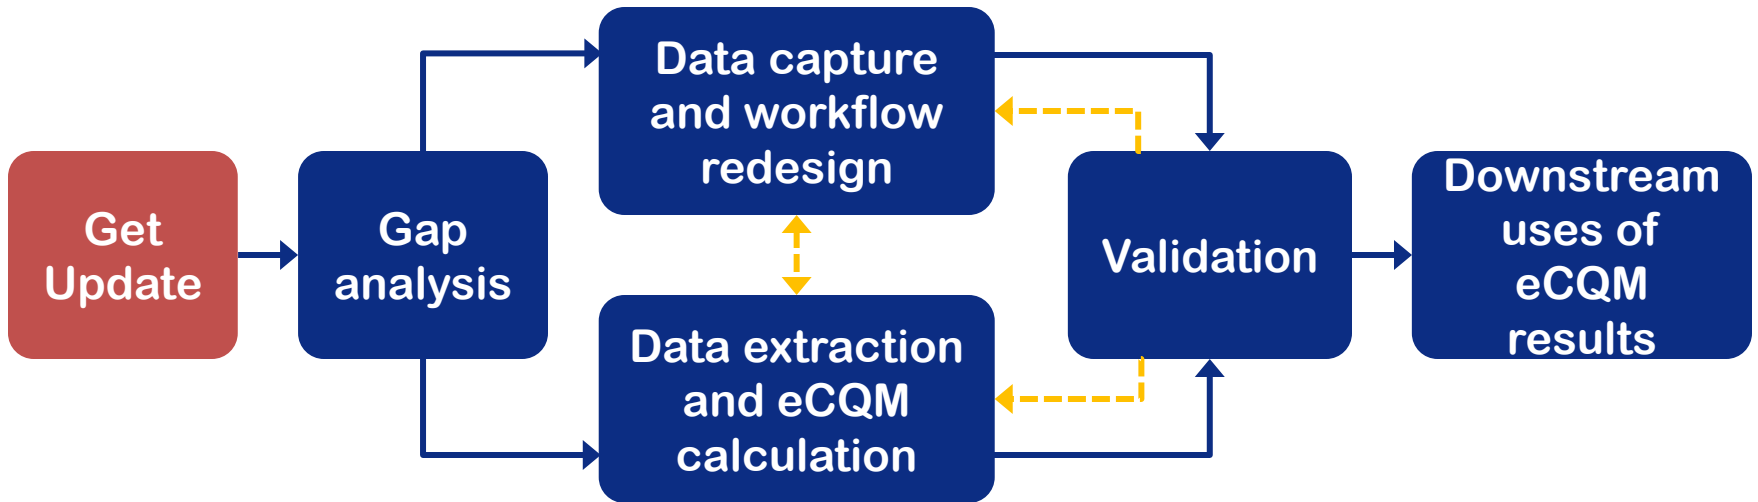 Get
Update
Gap
analysis
Data capture
and workflow
redesign
Data extraction
and eCQM
calculation
Validation
Downstream
uses of
eCQM
results